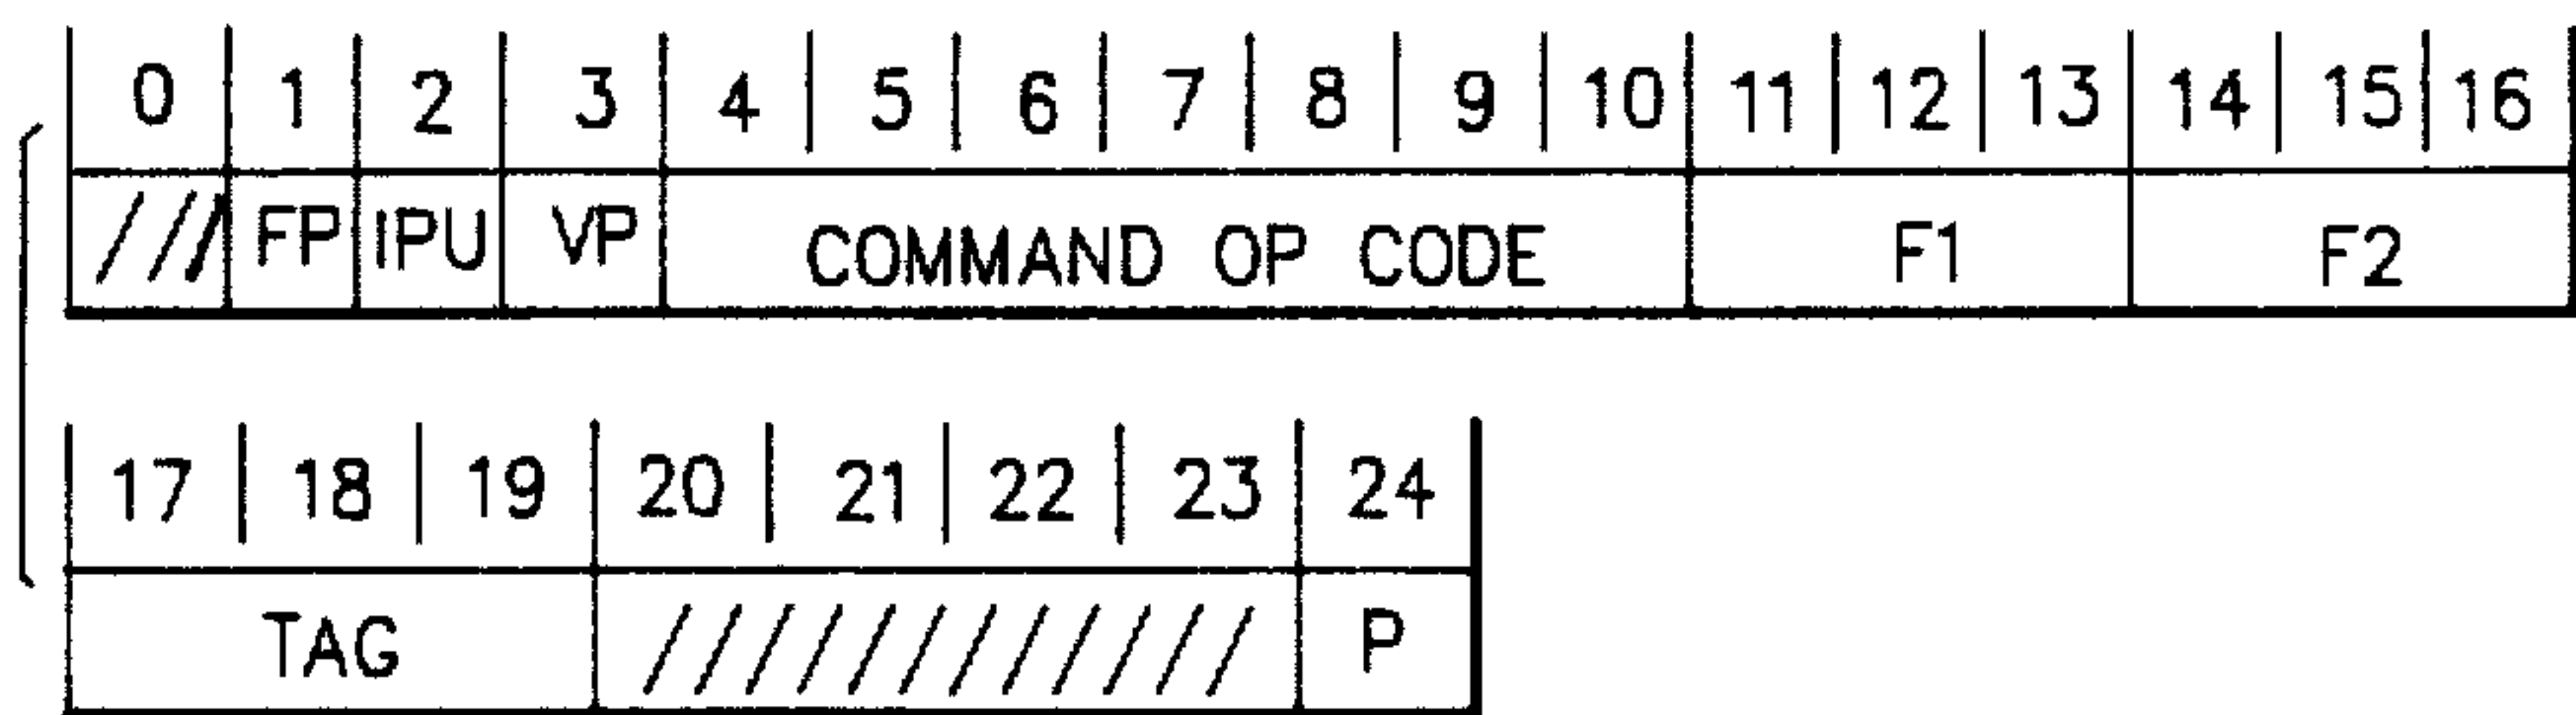 0 1 2 3 4 5 6 7 8 9 10 11 12 13 14 15 16
FP IPU VP COMMAND OP CODE F1 F2
17 18 19 20 21 22 23 24
TAG P